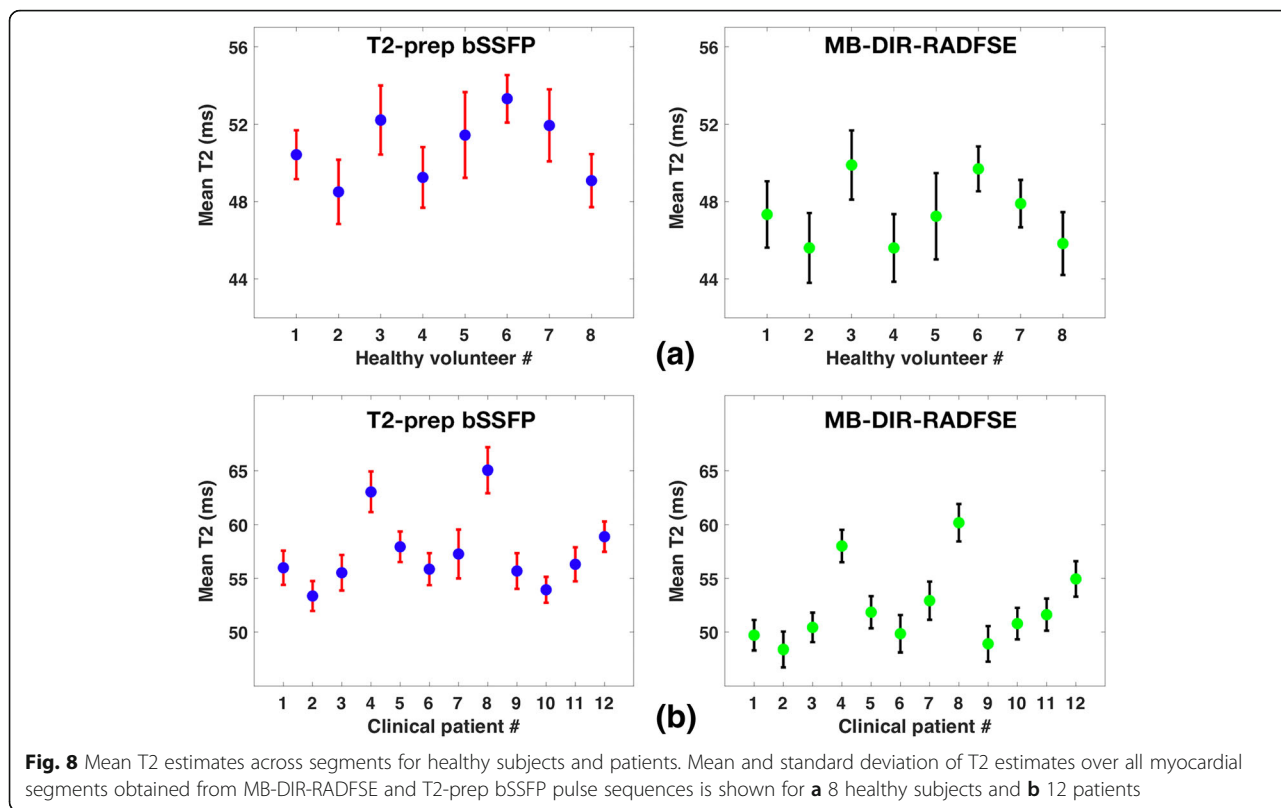 T2-prep bSSFP
MB-DIR-RADFSE
56
52
48
44
Mean T2 (ms)
1 2 3 4 5 6 7 8
Healthy volunteer #
56
52
48
44
Mean T2 (ms)
1 2 3 4 5 6 7 8
Healthy volunteer #
(a)
T2-prep bSSFP
MB-DIR-RADFSE
65
60
55
50
Mean T2 (ms)
1 2 3 4 5 6 7 8 9 10 11 12
Clinical patient #
65
60
55
50
Mean T2 (ms)
1 2 3 4 5 6 7 8 9 10 11 12
Clinical patient #
(b)
Fig. 8 Mean T2 estimates across segments for healthy subjects and patients. Mean and standard deviation of T2 estimates over all myocardial
segments obtained from MB-DIR-RADFSE and T2-prep bSSFP pulse sequences is shown for a 8 healthy subjects and b 12 patients